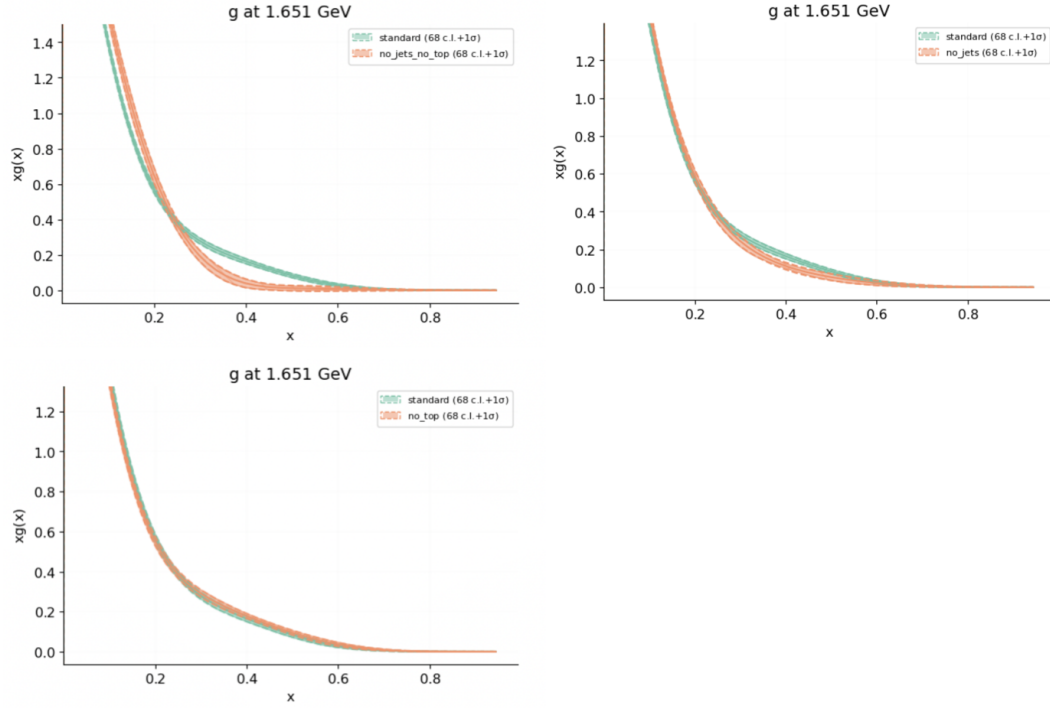 g at 1.651 GeV
standard (68 c.l.+1σ)
no_jets_no_top (68 c.l.+1σ)
xg(x)
1.4
1.2
1.0
0.8
0.6
0.4
0.2
0.0
0.2 0.4 0.6 0.8
x
g at 1.651 GeV
standard (68 c.l.+1σ)
no_jets (68 c.l.+1σ)
xg(x)
1.2
1.0
0.8
0.6
0.4
0.2
0.0
0.2 0.4 0.6 0.8
x
g at 1.651 GeV
standard (68 c.l.+1σ)
no_top (68 c.l.+1σ)
xg(x)
1.2
1.0
0.8
0.6
0.4
0.2
0.0
0.2 0.4 0.6 0.8
x